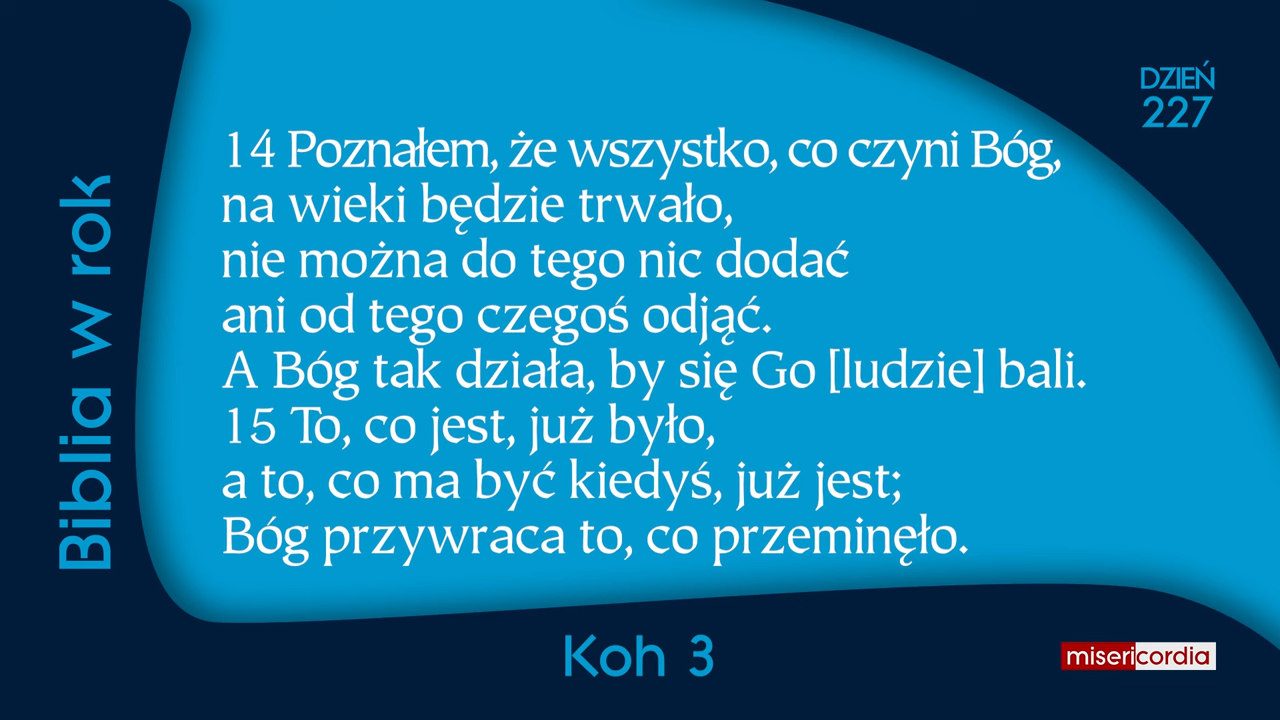 DZIEŃ
227
14 Poznałem, że wszystko, co czyni Bóg,
na wieki będzie trwało,
nie można do tego nic dodać
ani od tego czegoś odjąć.
A Bóg tak działa, by się Go [ludzie] bali.
15 To, co jest, już było,
a to, co ma być kiedyś, już jest;
Bóg przywraca to, co przeminęło.
Biblia w rok
Koh 3
misericordia